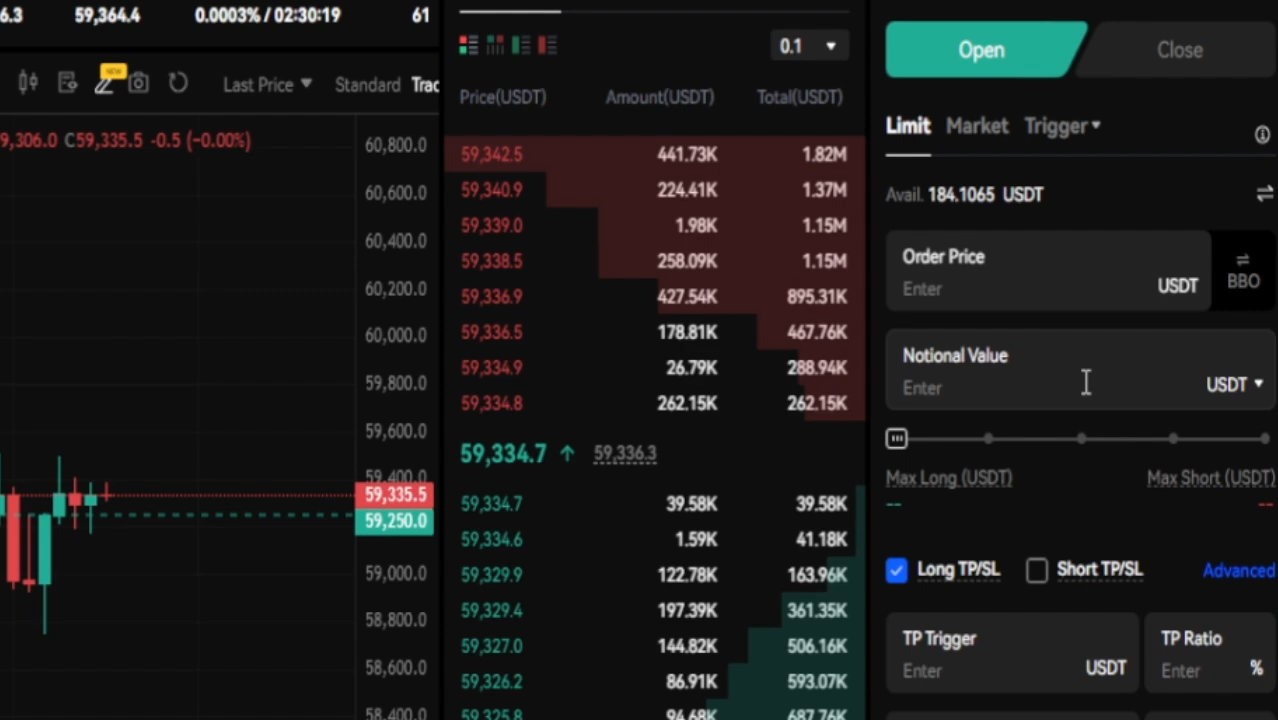 6.3 59,364.4 0.0003% / 02:30:19 61
NEW
Last Price Standard Trac
9,306.0 C59,335.5 -0.5 (-0.00%)
60,800.0
60,600.0
60,400.0
60,200.0
60,000.0
59,800.0
59,600.0
59,400.0
59,335.5
59,250.0
59,000.0
58,800.0
58,600.0
58,400.0
0.1
Price(USDT) Amount(USDT) Total(USDT)
59,342.5 441.73K 1.82M
59,340.9 224.41K 1.37M
59,339.0 1.98K 1.15M
59,338.5 258.09K 1.15M
59,336.9 427.54K 895.31K
59,336.5 178.81K 467.76K
59,334.9 26.79K 288.94K
59,334.8 262.15K 262.15K
59,334.7 ↑ 59,336.3
59,334.7 39.58K 39.58K
59,334.6 1.59K 41.18K
59,329.9 122.78K 163.96K
59,329.4 197.39K 361.35K
59,327.0 144.82K 506.16K
59,326.2 86.91K 593.07K
59,325.8 94.68K 687.76K
Open Close
Limit Market Trigger
Avail. 184.1065 USDT
Order Price
Enter USDT
BBO
Notional Value
Enter USDT
Max Long (USDT) Max Short (USDT)
-- --
Long TP/SL Short TP/SL Advanced
TP Trigger TP Ratio
Enter USDT Enter %